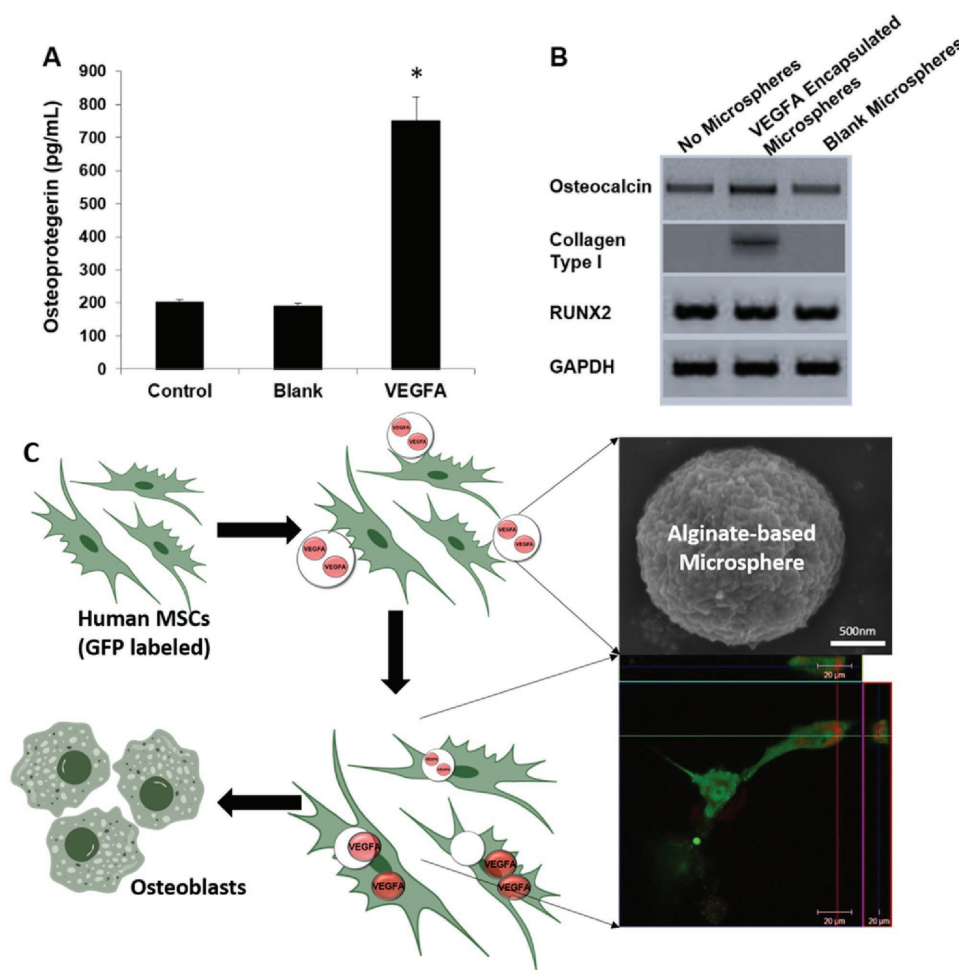 A
Osteoprotegerin (pg/mL)
900
800
700
600
500
400
300
200
100
0
*
Control
Blank
VEGFA
B
No Microspheres
VEGFA Encapsulated
Microspheres
Blank Microspheres
Osteocalcin
Collagen
Type I
RUNX2
GAPDH
C
VEGFA
VEGFA
VEGFA
VEGFA
VEGFA
VEGFA
Human MSCs
(GFP labeled)
Alginate-based
Microsphere
500nm
20 µm
VEGFA
VEGFA
VEGFA
VEGFA
VEGFA
VEGFA
Osteoblasts
20 µm
20 µm